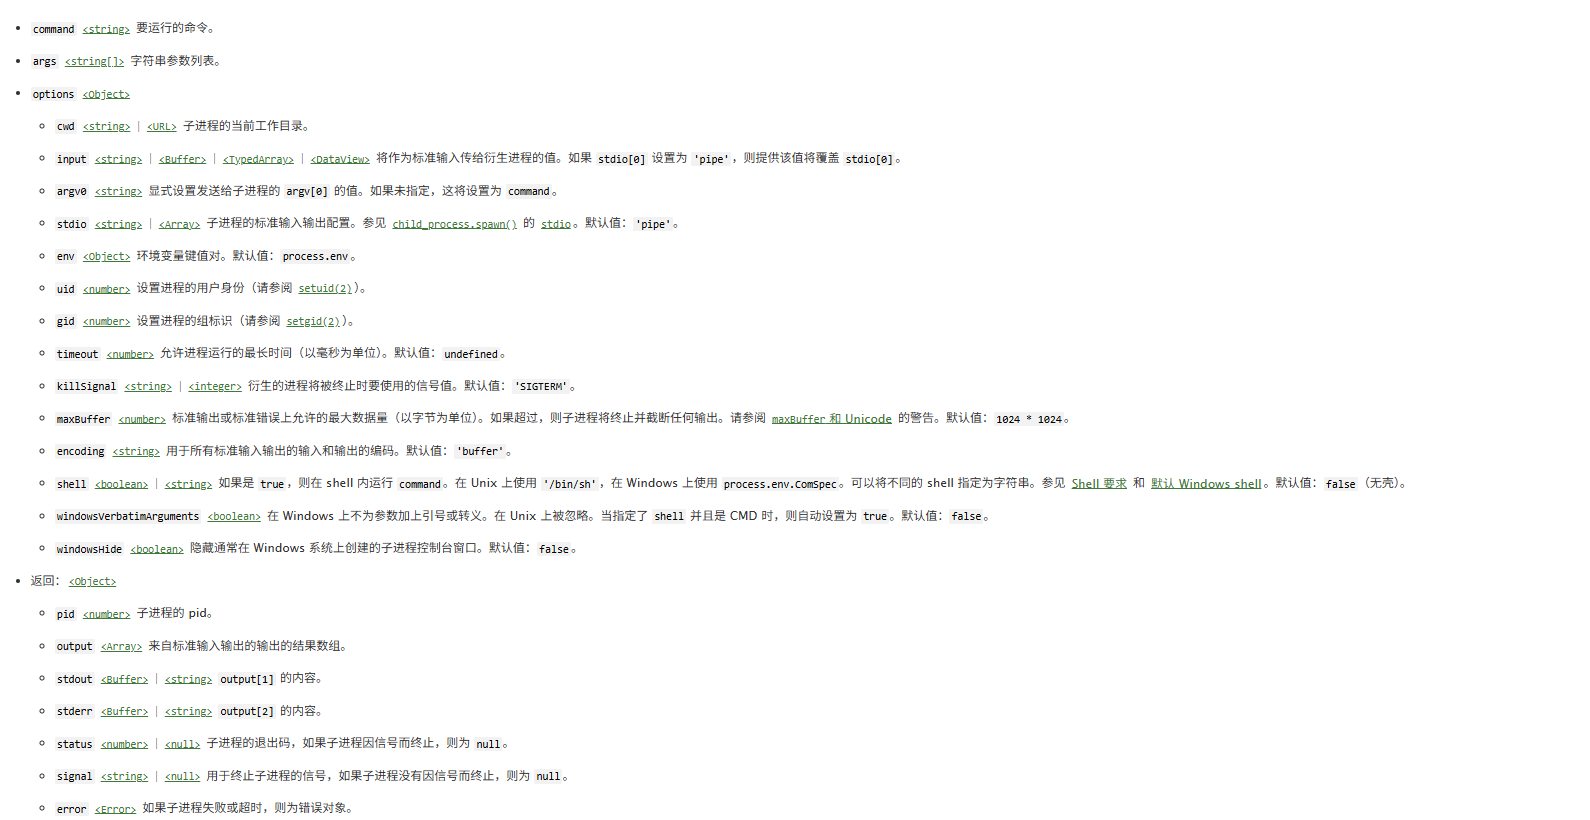 command <string> 要运行的命令。
args <string[]> 字符串参数列表。
options <Object>
cwd <string> | <URL> 子进程的当前工作目录。
input <string> | <Buffer> | <TypedArray> | <DataView> 将作为标准输入传给衍生进程的值。如果 stdio[0] 设置为 'pipe'，则提供该值将覆盖 stdio[0]。
argv0 <string> 显式设置发送给子进程的 argv[0] 的值。如果未指定，这将设置为 command。
stdio <string> | <Array> 子进程的标准输入输出配置。参见 child_process.spawn() 的 stdio。默认值： 'pipe'。
env <Object> 环境变量键值对。默认值： process.env。
uid <number> 设置进程的用户身份（请参阅 setuid(2)）。
gid <number> 设置进程的组标识（请参阅 setgid(2)）。
timeout <number> 允许进程运行的最长时间（以毫秒为单位）。默认值： undefined。
killSignal <string> | <integer> 衍生的进程将被终止时要使用的信号值。默认值： 'SIGTERM'。
maxBuffer <number> 标准输出或标准错误上允许的最大数据量（以字节为单位）。如果超过，则子进程将终止并截断任何输出。请参阅 maxBuffer 和 Unicode 的警告。默认值： 1024 * 1024。
encoding <string> 用于所有标准输入输出的输入和输出的编码。默认值： 'buffer'。
shell <boolean> | <string> 如果是 true，则在 shell 内运行 command。在 Unix 上使用 '/bin/sh'，在 Windows 上使用 process.env.ComSpec。可以将不同的 shell 指定为字符串。参见 Shell 要求 和 默认 Windows shell。默认值： false（无壳）。
windowsVerbatimArguments <boolean> 在 Windows 上不为参数加上引号或转义。在 Unix 上被忽略。当指定了 shell 并且是 CMD 时，则自动设置为 true。默认值： false。
windowsHide <boolean> 隐藏通常在 Windows 系统上创建的子进程控制台窗口。默认值： false。
返回： <Object>
pid <number> 子进程的 pid。
output <Array> 来自标准输入输出的输出的结果数组。
stdout <Buffer> | <string> output[1] 的内容。
stderr <Buffer> | <string> output[2] 的内容。
status <number> | <null> 子进程的退出码，如果子进程因信号而终止，则为 null。
signal <string> | <null> 用于终止子进程的信号，如果子进程没有因信号而终止，则为 null。
error <Error> 如果子进程失败或超时，则为错误对象。